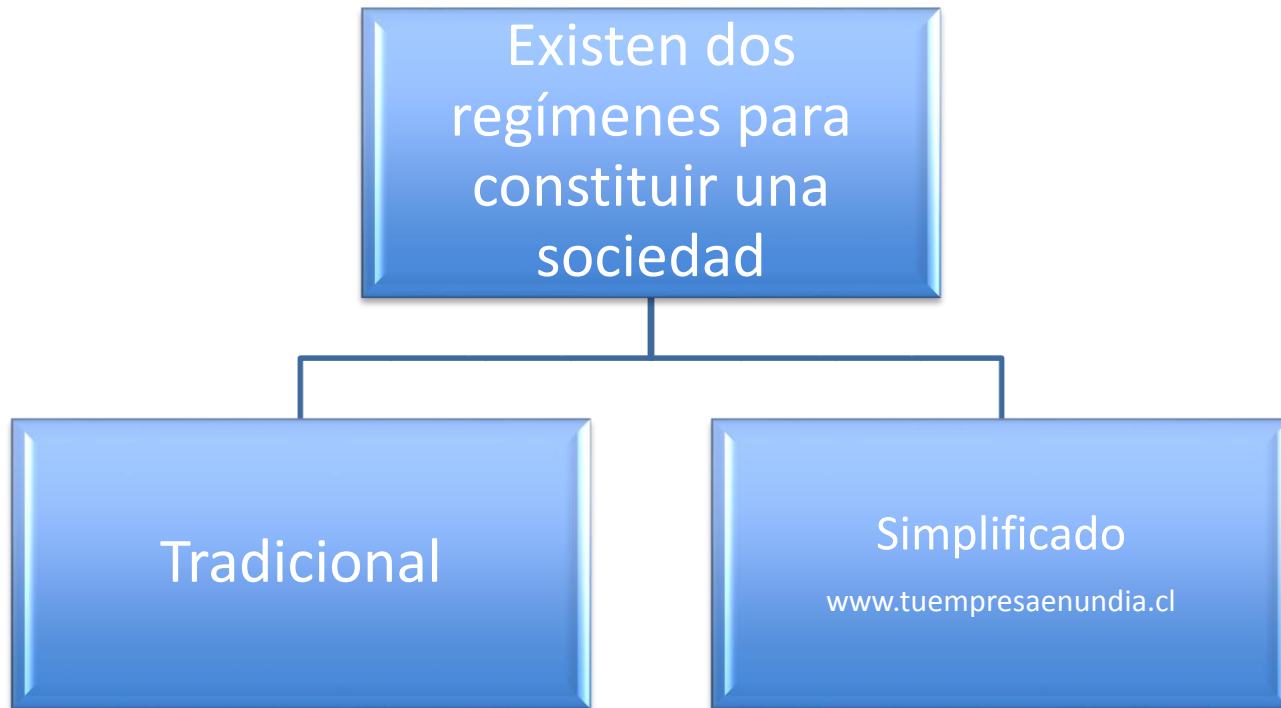 Existen dos
regímenes para
constituir una
sociedad
Tradicional
Simplificado
www.tuempresaenundia.cl